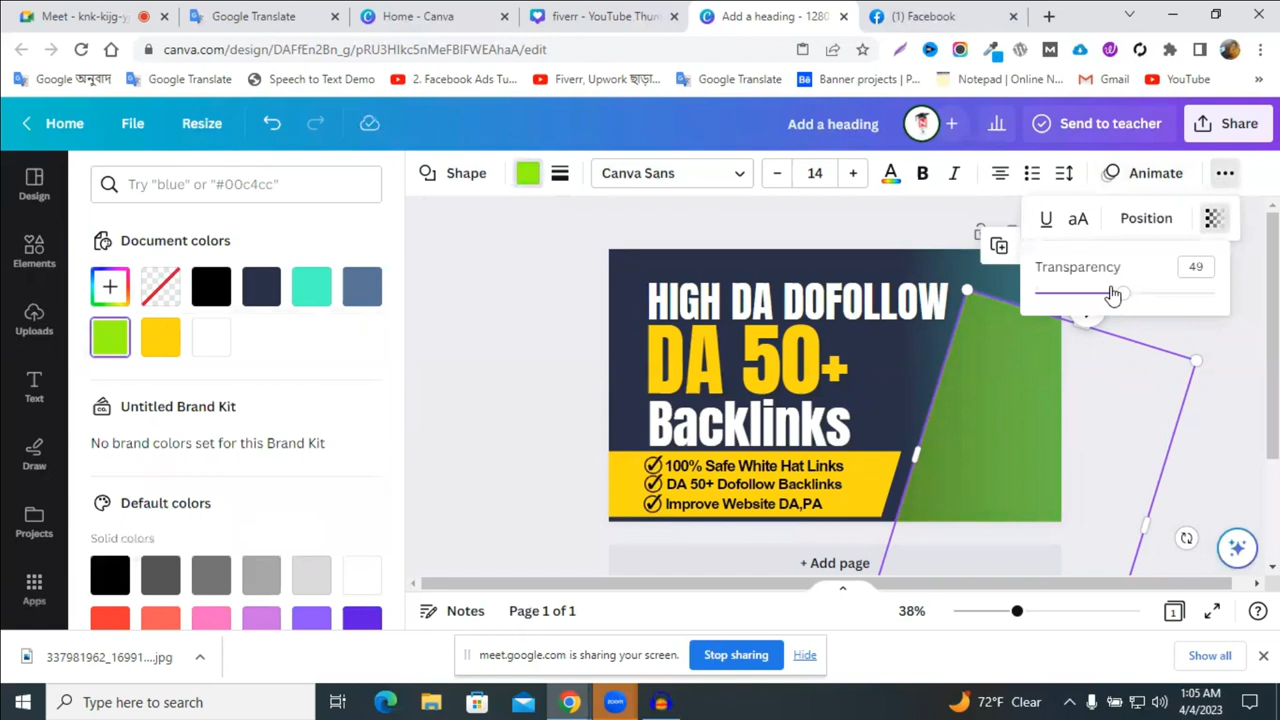 Meet - knk-kijg-y
Google Translate
Home - Canva
fiverr - YouTube Thum
Add a heading - 1280
(1) Facebook
canva.com/design/DAFfEn2Bn_g/pRU3HIkc5nMeFBIFWEAhaA/edit
Google অনুবাদ
Google Translate
Speech to Text Demo
2. Facebook Ads Tu...
Fiverr, Upwork ছাড়া...
Google Translate
Banner projects | P...
Notepad | Online N...
Gmail
YouTube
Home
File
Resize
Add a heading
Send to teacher
Share
Try "blue" or "#00c4cc"
Shape
Canva Sans
14
B
I
Animate
U
aA
Position
Transparency
49
Design
Elements
Uploads
Text
Draw
Projects
Apps
Document colors
Untitled Brand Kit
No brand colors set for this Brand Kit
Default colors
Solid colors
HIGH DA DOFOLLOW
DA 50+
Backlinks
100% Safe White Hat Links
DA 50+ Dofollow Backlinks
Improve Website DA,PA
+ Add page
Notes
Page 1 of 1
38%
1
337981962_16991....jpg
meet.google.com is sharing your screen.
Stop sharing
Hide
Show all
Type here to search
72°F Clear
1:05 AM
4/4/2023